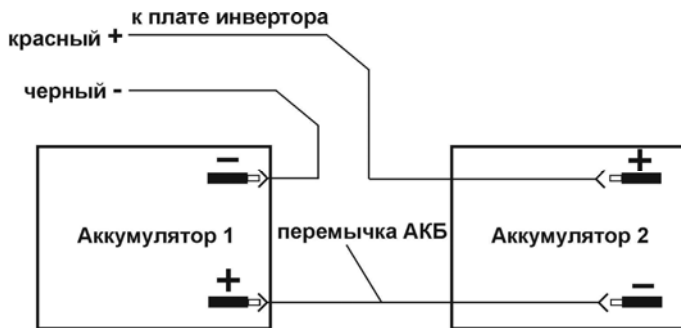 к плате инвертора
красный +
черный -
−
+
Аккумулятор 1
перемычка АКБ
Аккумулятор 2
+
−